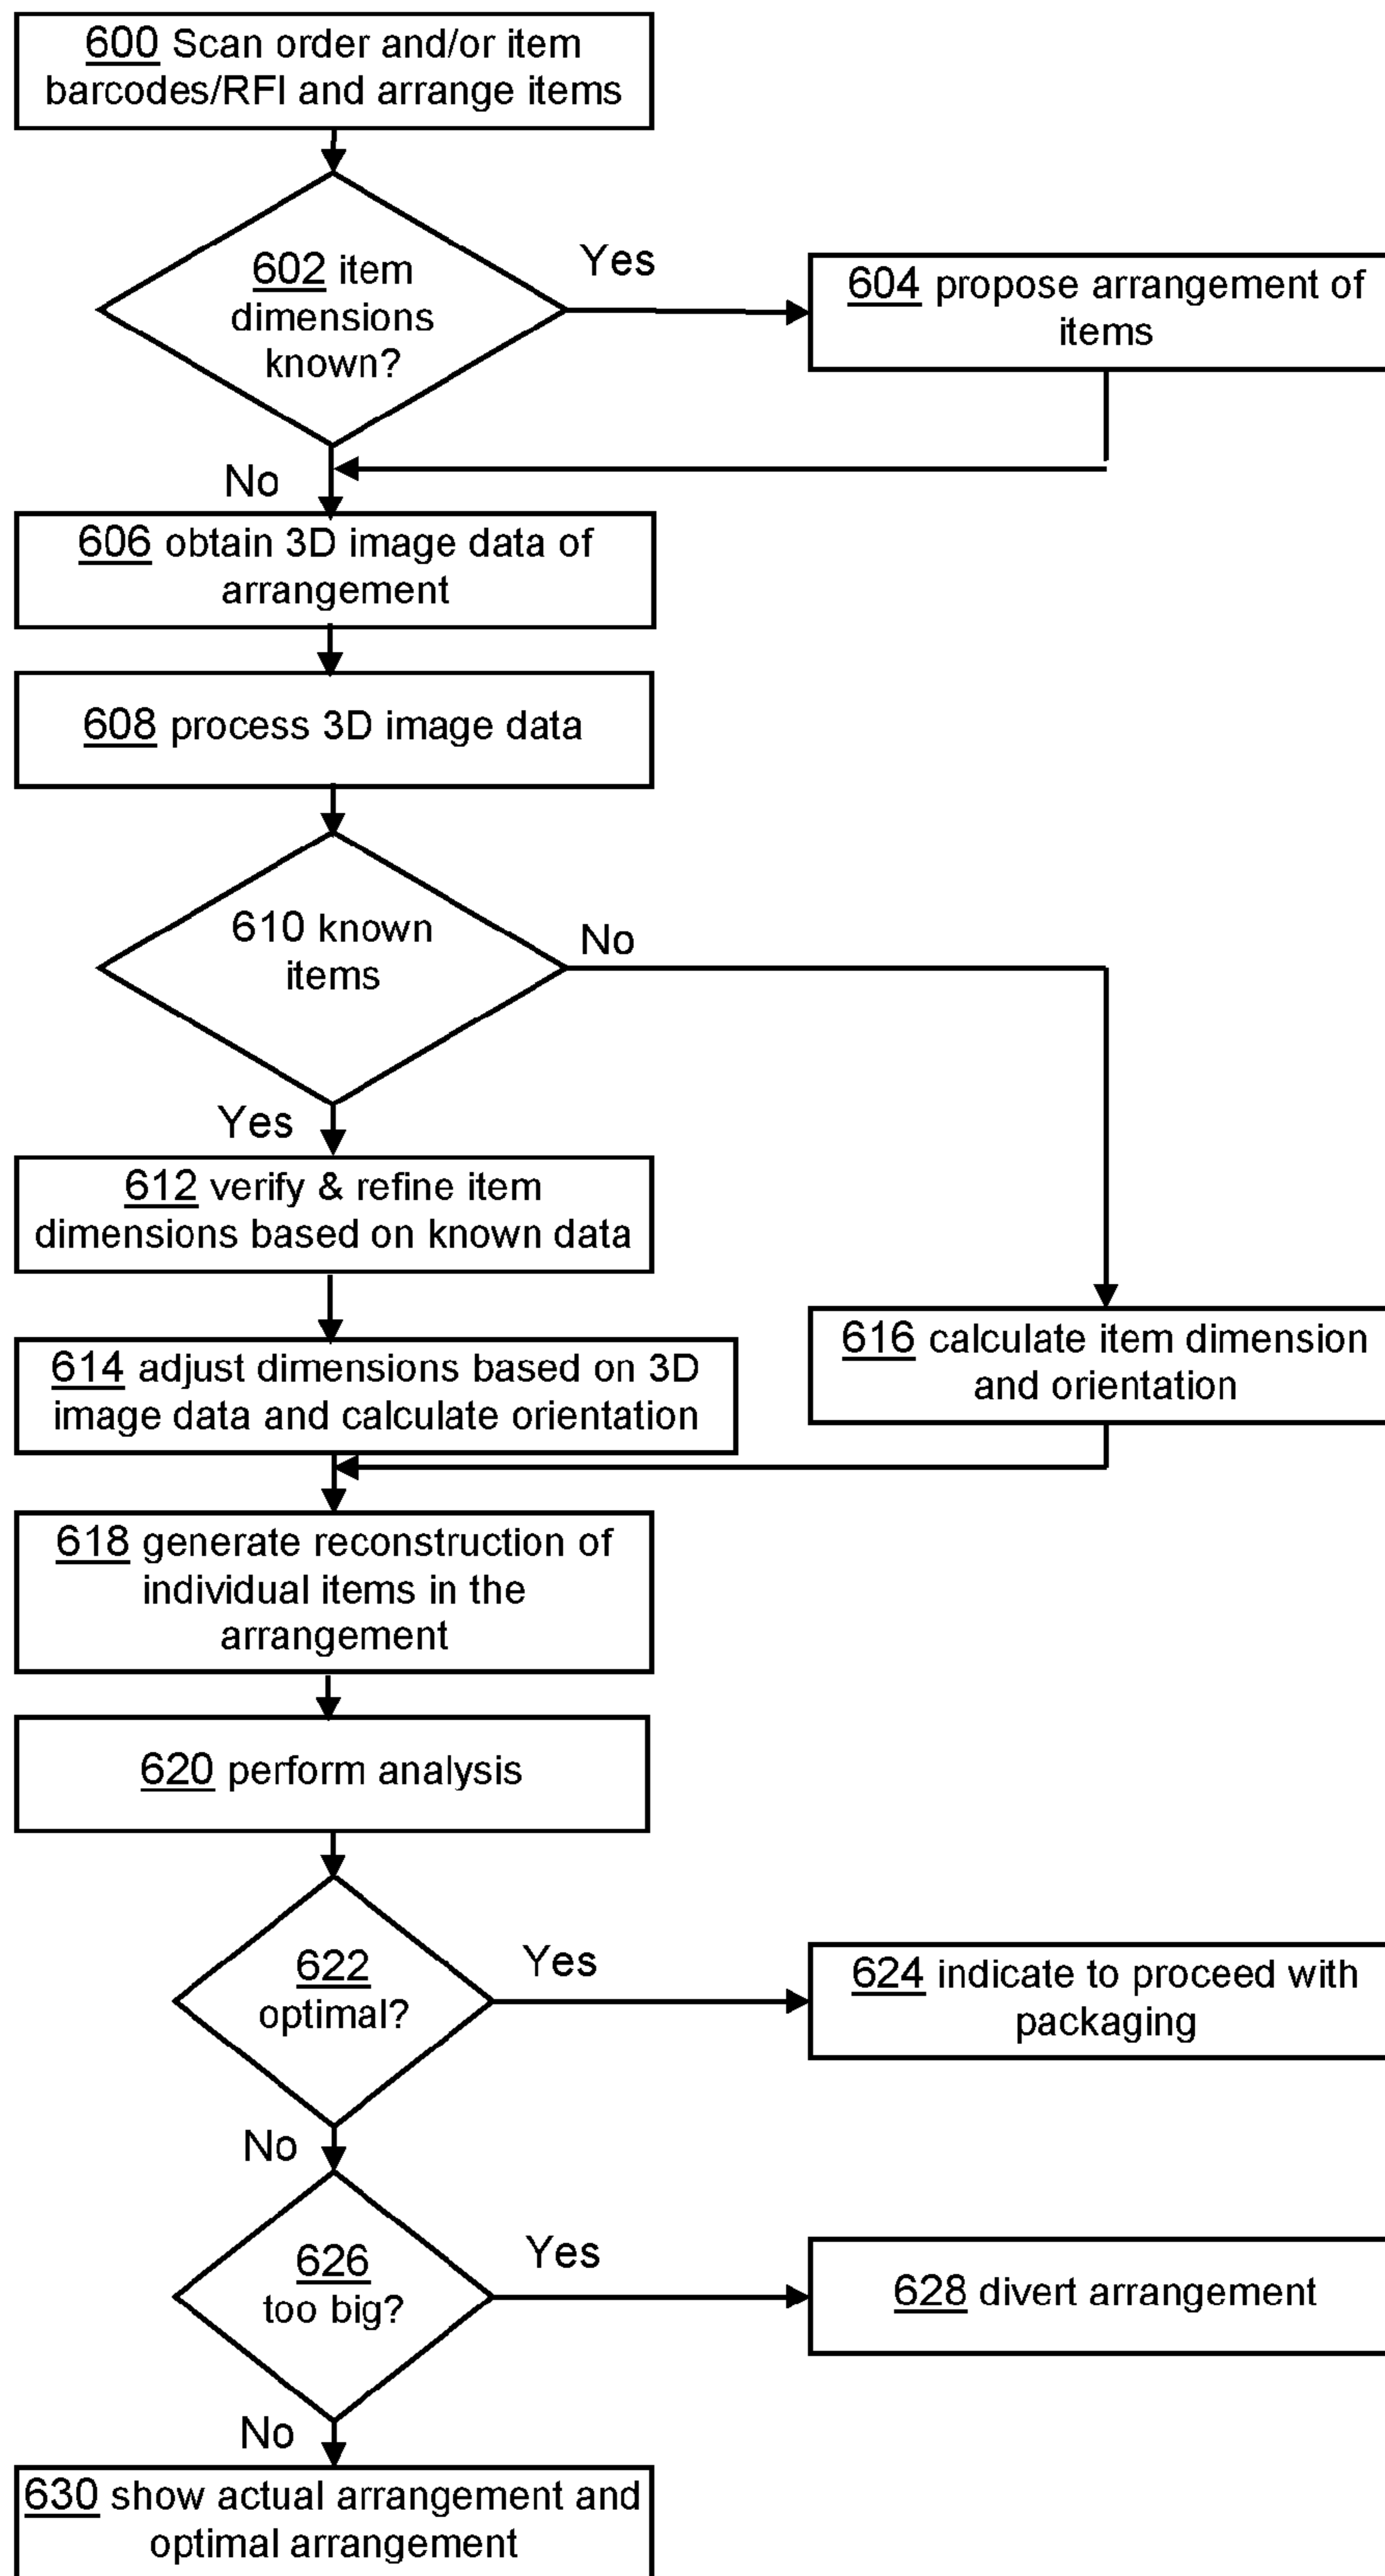 600 Scan order and/or item
barcodes/RFI and arrange items
602 item
dimensions
known?
Yes
604 propose arrangement of
items
No
606 obtain 3D image data of
arrangement
608 process 3D image data
610 known
items
No
Yes
612 verify & refine item
dimensions based on known data
614 adjust dimensions based on 3D
image data and calculate orientation
616 calculate item dimension
and orientation
618 generate reconstruction of
individual items in the
arrangement
620 perform analysis
622
optimal?
Yes
624 indicate to proceed with
packaging
No
626
too big?
Yes
628 divert arrangement
No
630 show actual arrangement and
optimal arrangement